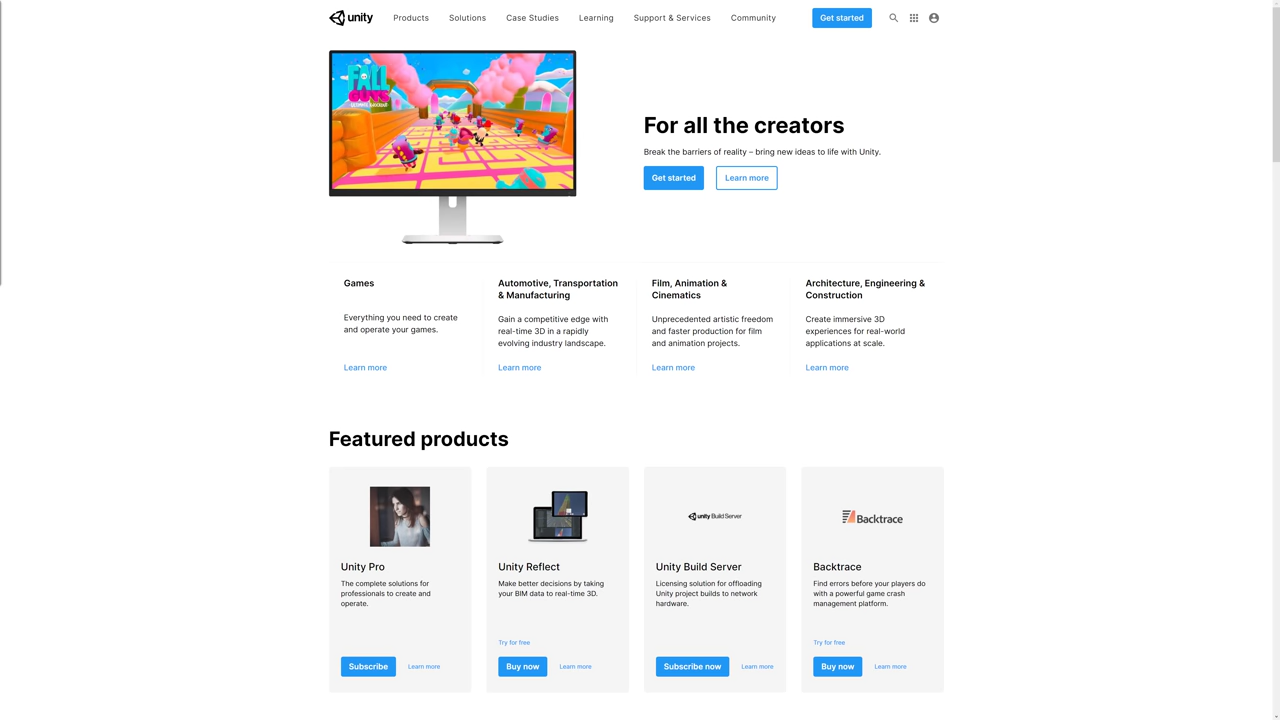 unity
Products
Solutions
Case Studies
Learning
Support & Services
Community
Get started
FALL
GUYS
For all the creators
Break the barriers of reality – bring new ideas to life with Unity.
Get started
Learn more
Games
Everything you need to create
and operate your games.
Learn more
Automotive, Transportation
& Manufacturing
Gain a competitive edge with
real-time 3D in a rapidly
evolving industry landscape.
Learn more
Film, Animation &
Cinematics
Unprecedented artistic freedom
and faster production for film
and animation projects.
Learn more
Architecture, Engineering &
Construction
Create immersive 3D
experiences for real-world
applications at scale.
Learn more
Featured products
Unity Pro
The complete solutions for
professionals to create and
operate.
Subscribe
Learn more
Unity Reflect
Make better decisions by taking
your BIM data to real-time 3D.
Try for free
Buy now
Learn more
unity Build Server
Unity Build Server
Licensing solution for offloading
Unity project builds to network
hardware.
Subscribe now
Learn more
Backtrace
Backtrace
Find errors before your players do
with a powerful game crash
management platform.
Try for free
Buy now
Learn more